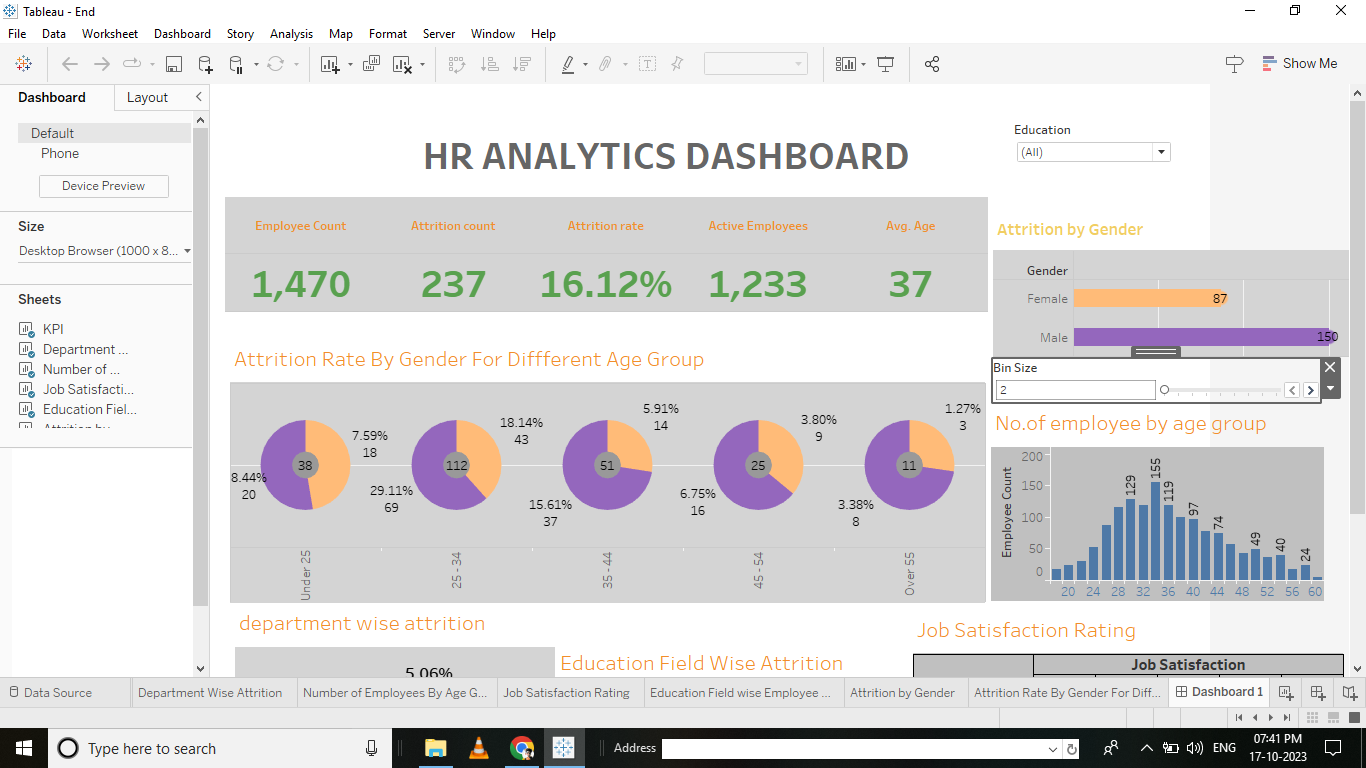 Tableau - End
File Data Worksheet Dashboard Story Analysis Map Format Server Window Help
Show Me
Dashboard Layout
Default
Phone
Device Preview
Size
Desktop Browser (1000 x 8...
Sheets
KPI
Department ...
Number of ...
Job Satisfacti...
Education Fiel...
HR ANALYTICS DASHBOARD
Education
(All)
Employee Count Attrition count Attrition rate Active Employees Avg. Age
1,470 237 16.12% 1,233 37
Attrition by Gender
Gender
Female 87
Male 150
Bin Size
2
Attrition Rate By Gender For Diffferent Age Group
38
7.59%
18
8.44%
20
112
18.14%
43
29.11%
69
51
5.91%
14
15.61%
37
25
3.80%
9
6.75%
16
11
1.27%
3
3.38%
8
Under 25
25 - 34
35 - 44
45 - 54
Over 55
No.of employee by age group
Employee Count
200
150
100
50
0
129 155 119 97 74 49 40 24
20 24 28 32 36 40 44 48 52 56 60
department wise attrition
5.06%
Education Field Wise Attrition
Job Satisfaction Rating
Job Satisfaction
Data Source Department Wise Attrition Number of Employees By Age G... Job Satisfaction Rating Education Field wise Employee ... Attrition by Gender Attrition Rate By Gender For Diff... Dashboard 1
Type here to search
Address
ENG
07:41 PM
17-10-2023